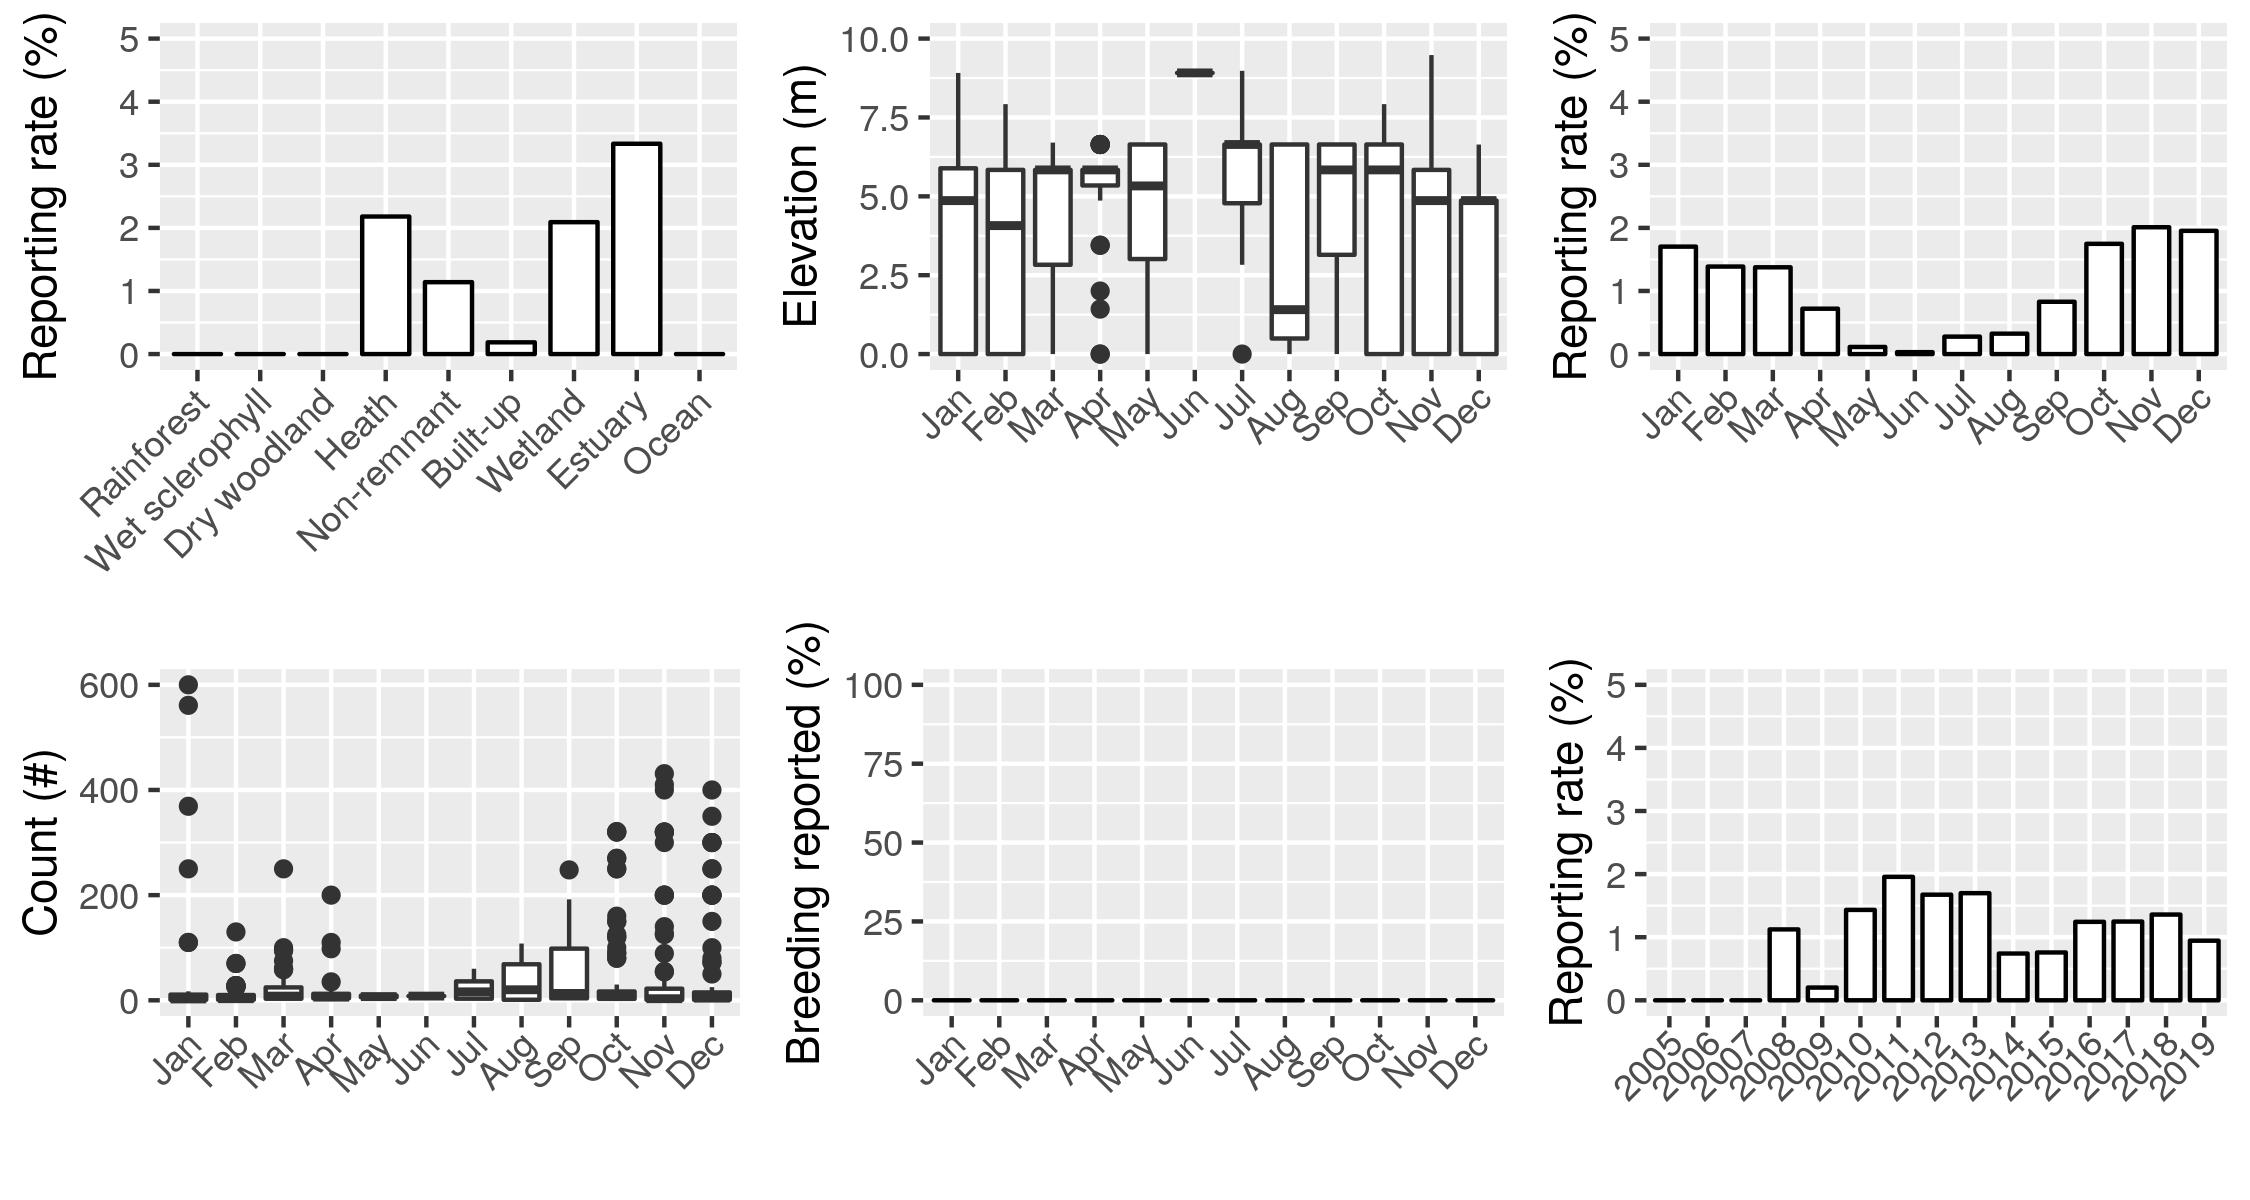 Reporting rate (%)
5
4
3
2
1
0
Rainforest
Wet sclerophyll
Dry woodland
Heath
Non-remnant
Built-up
Wetland
Estuary
Ocean
Elevation (m)
10.0
7.5
5.0
2.5
0.0
Jan
Feb
Mar
Apr
May
Jun
Jul
Aug
Sep
Oct
Nov
Dec
Reporting rate (%)
5
4
3
2
1
0
Jan
Feb
Mar
Apr
May
Jun
Jul
Aug
Sep
Oct
Nov
Dec
Count (#)
600
400
200
0
Jan
Feb
Mar
Apr
May
Jun
Jul
Aug
Sep
Oct
Nov
Dec
Breeding reported (%)
100
75
50
25
0
Jan
Feb
Mar
Apr
May
Jun
Jul
Aug
Sep
Oct
Nov
Dec
Reporting rate (%)
5
4
3
2
1
0
2005
2006
2007
2008
2009
2010
2011
2012
2013
2014
2015
2016
2017
2018
2019